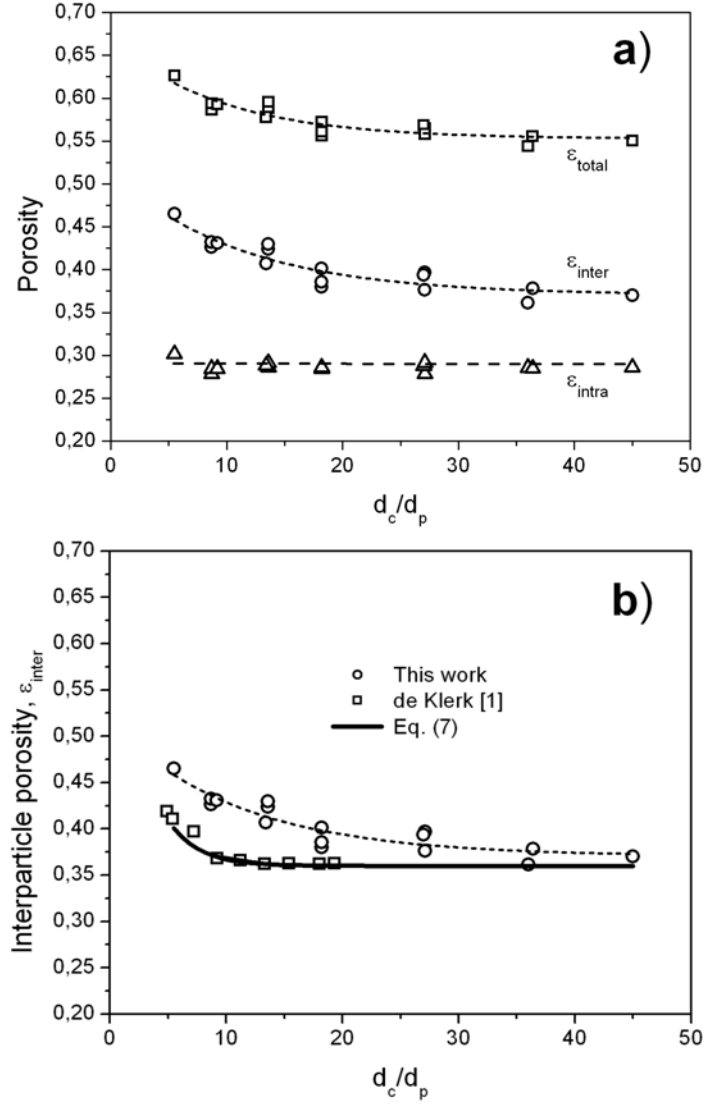 a)
0,70
0,65
0,60
0,55
0,50
0,45
0,40
0,35
0,30
0,25
0,20
Porosity
ε_total
ε_inter
ε_intra
0 10 20 30 40 50
d_c/d_p
b)
0,70
0,65
0,60
0,55
0,50
0,45
0,40
0,35
0,30
0,25
0,20
Interparticle porosity, ε_inter
This work
de Klerk [1]
Eq. (7)
0 10 20 30 40 50
d_c/d_p